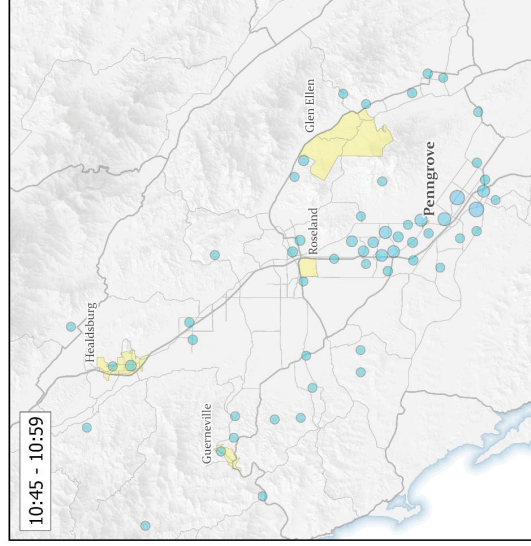 Glen Ellen
Penngrove
Roseland
Healdsburg
Guerneville
10:45 - 10:59